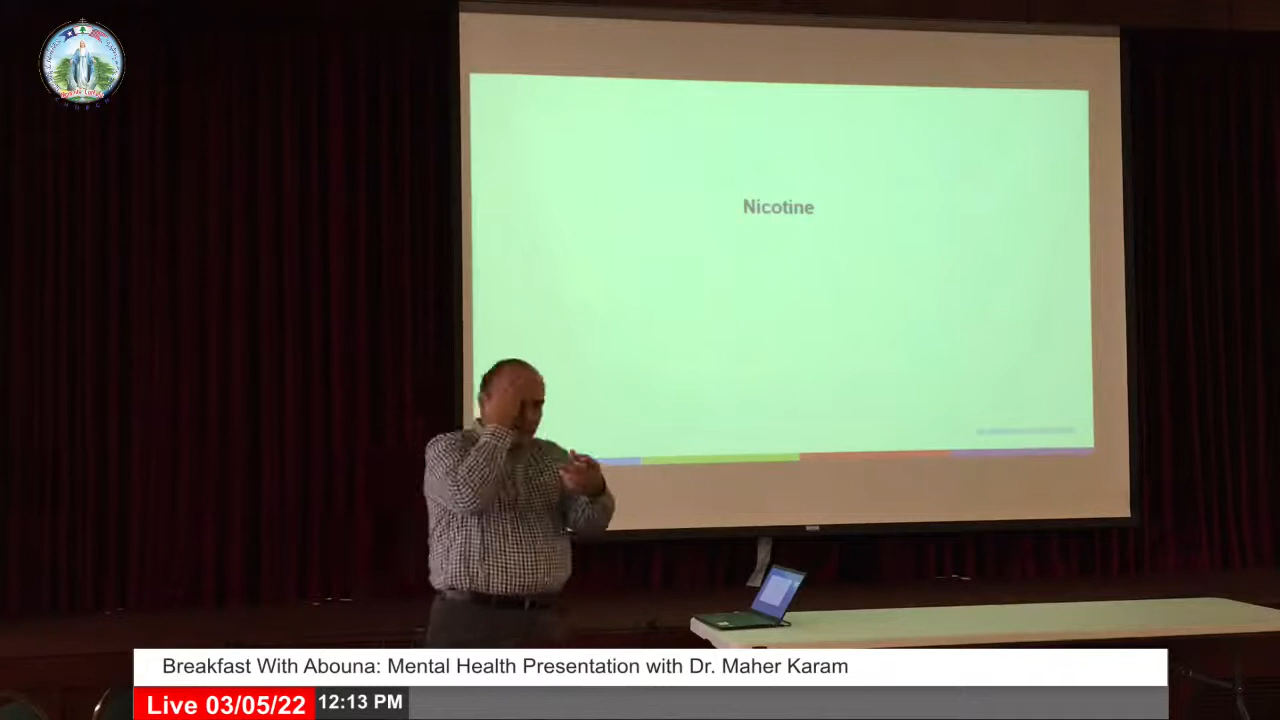 Nicotine
Breakfast With Abouna: Mental Health Presentation with Dr. Maher Karam
Live 03/05/22
12:13 PM